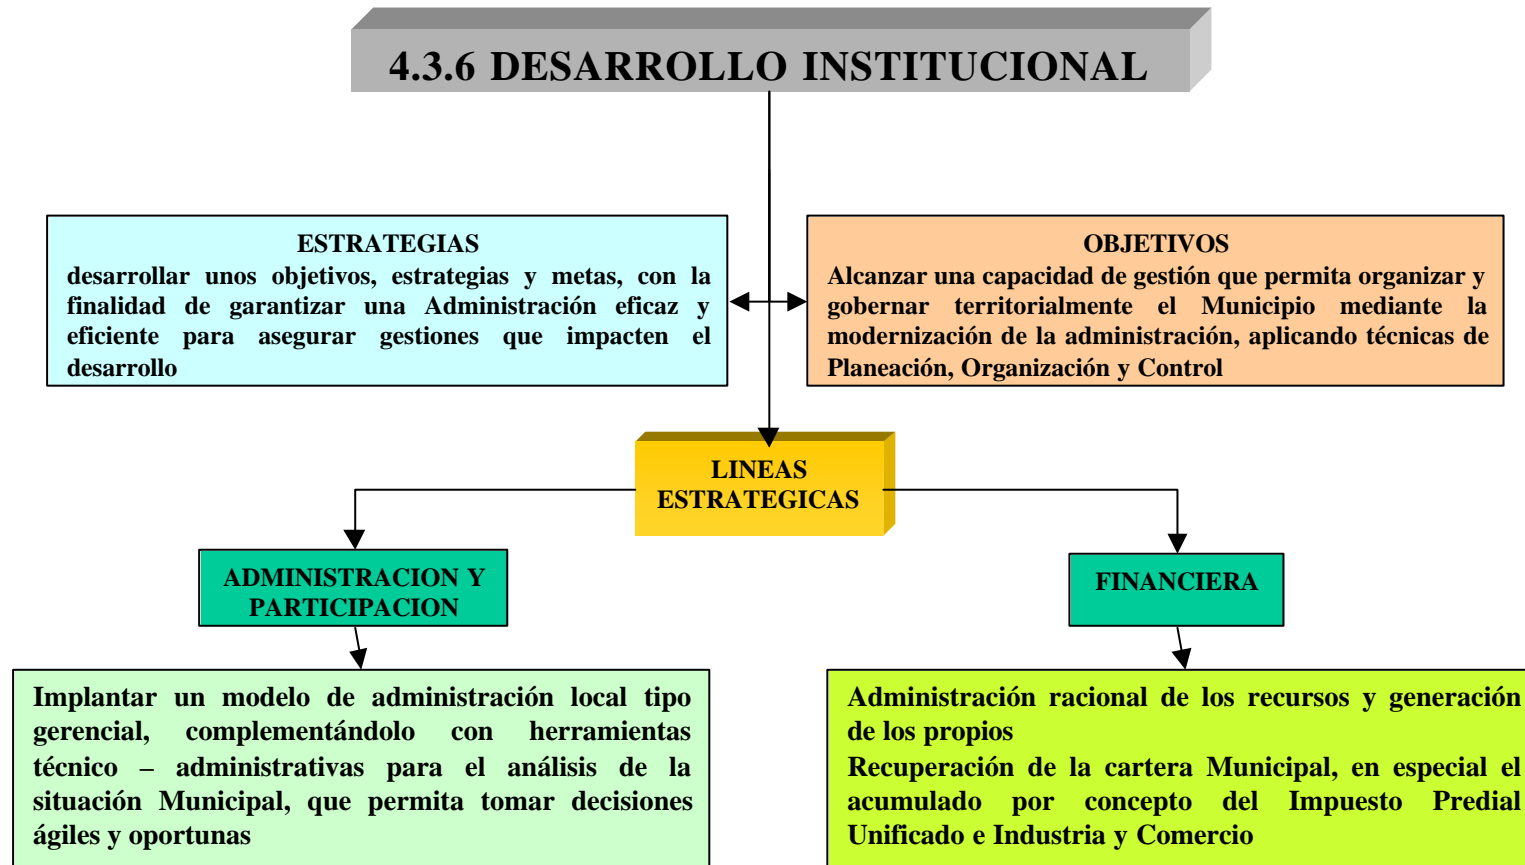 4.3.6 DESARROLLO INSTITUCIONAL
ESTRATEGIAS
desarrollar unos objetivos, estrategias y metas, con la
finalidad de garantizar una Administración eficaz y
eficiente para asegurar gestiones que impacten el
desarrollo
OBJETIVOS
Alcanzar una capacidad de gestión que permita organizar y
gobernar territorialmente el Municipio mediante la
modernización de la administración, aplicando técnicas de
Planeación, Organización y Control
LINEAS
ESTRATEGICAS
ADMINISTRACION Y
PARTICIPACION
FINANCIERA
Implantar un modelo de administración local tipo
gerencial, complementándolo con herramientas
técnico – administrativas para el análisis de la
situación Municipal, que permita tomar decisiones
ágiles y oportunas
Administración racional de los recursos y generación
de los propios
Recuperación de la cartera Municipal, en especial el
acumulado por concepto del Impuesto Predial
Unificado e Industria y Comercio